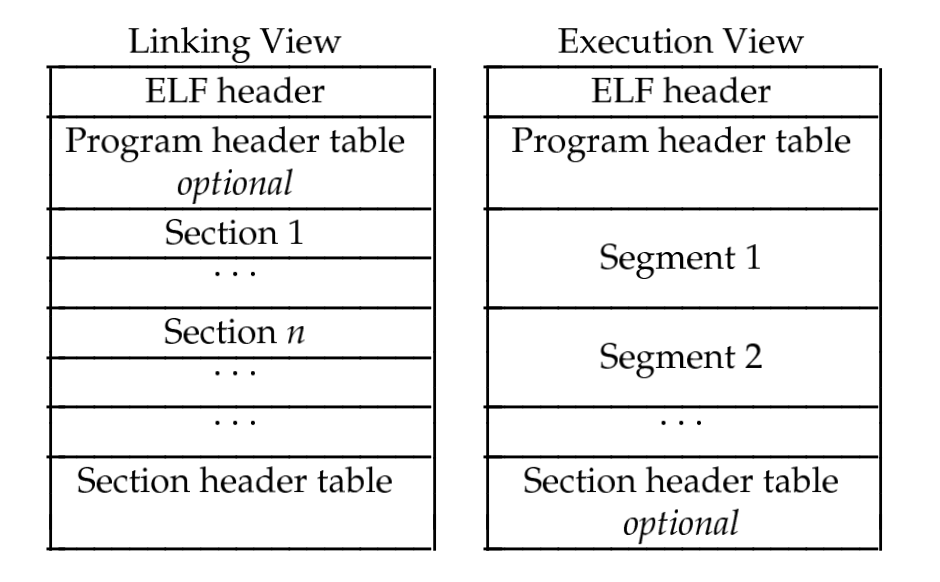 Linking View
ELF header
Program header table
optional
Section 1
. . .
Section n
. . .
. . .
Section header table
Execution View
ELF header
Program header table
Segment 1
Segment 2
. . .
Section header table
optional